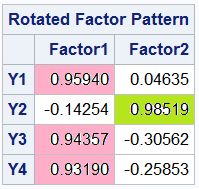 Rotated Factor Pattern
Factor1 Factor2
Y1 0.95940 0.04635
Y2 -0.14254 0.98519
Y3 0.94357 -0.30562
Y4 0.93190 -0.25853